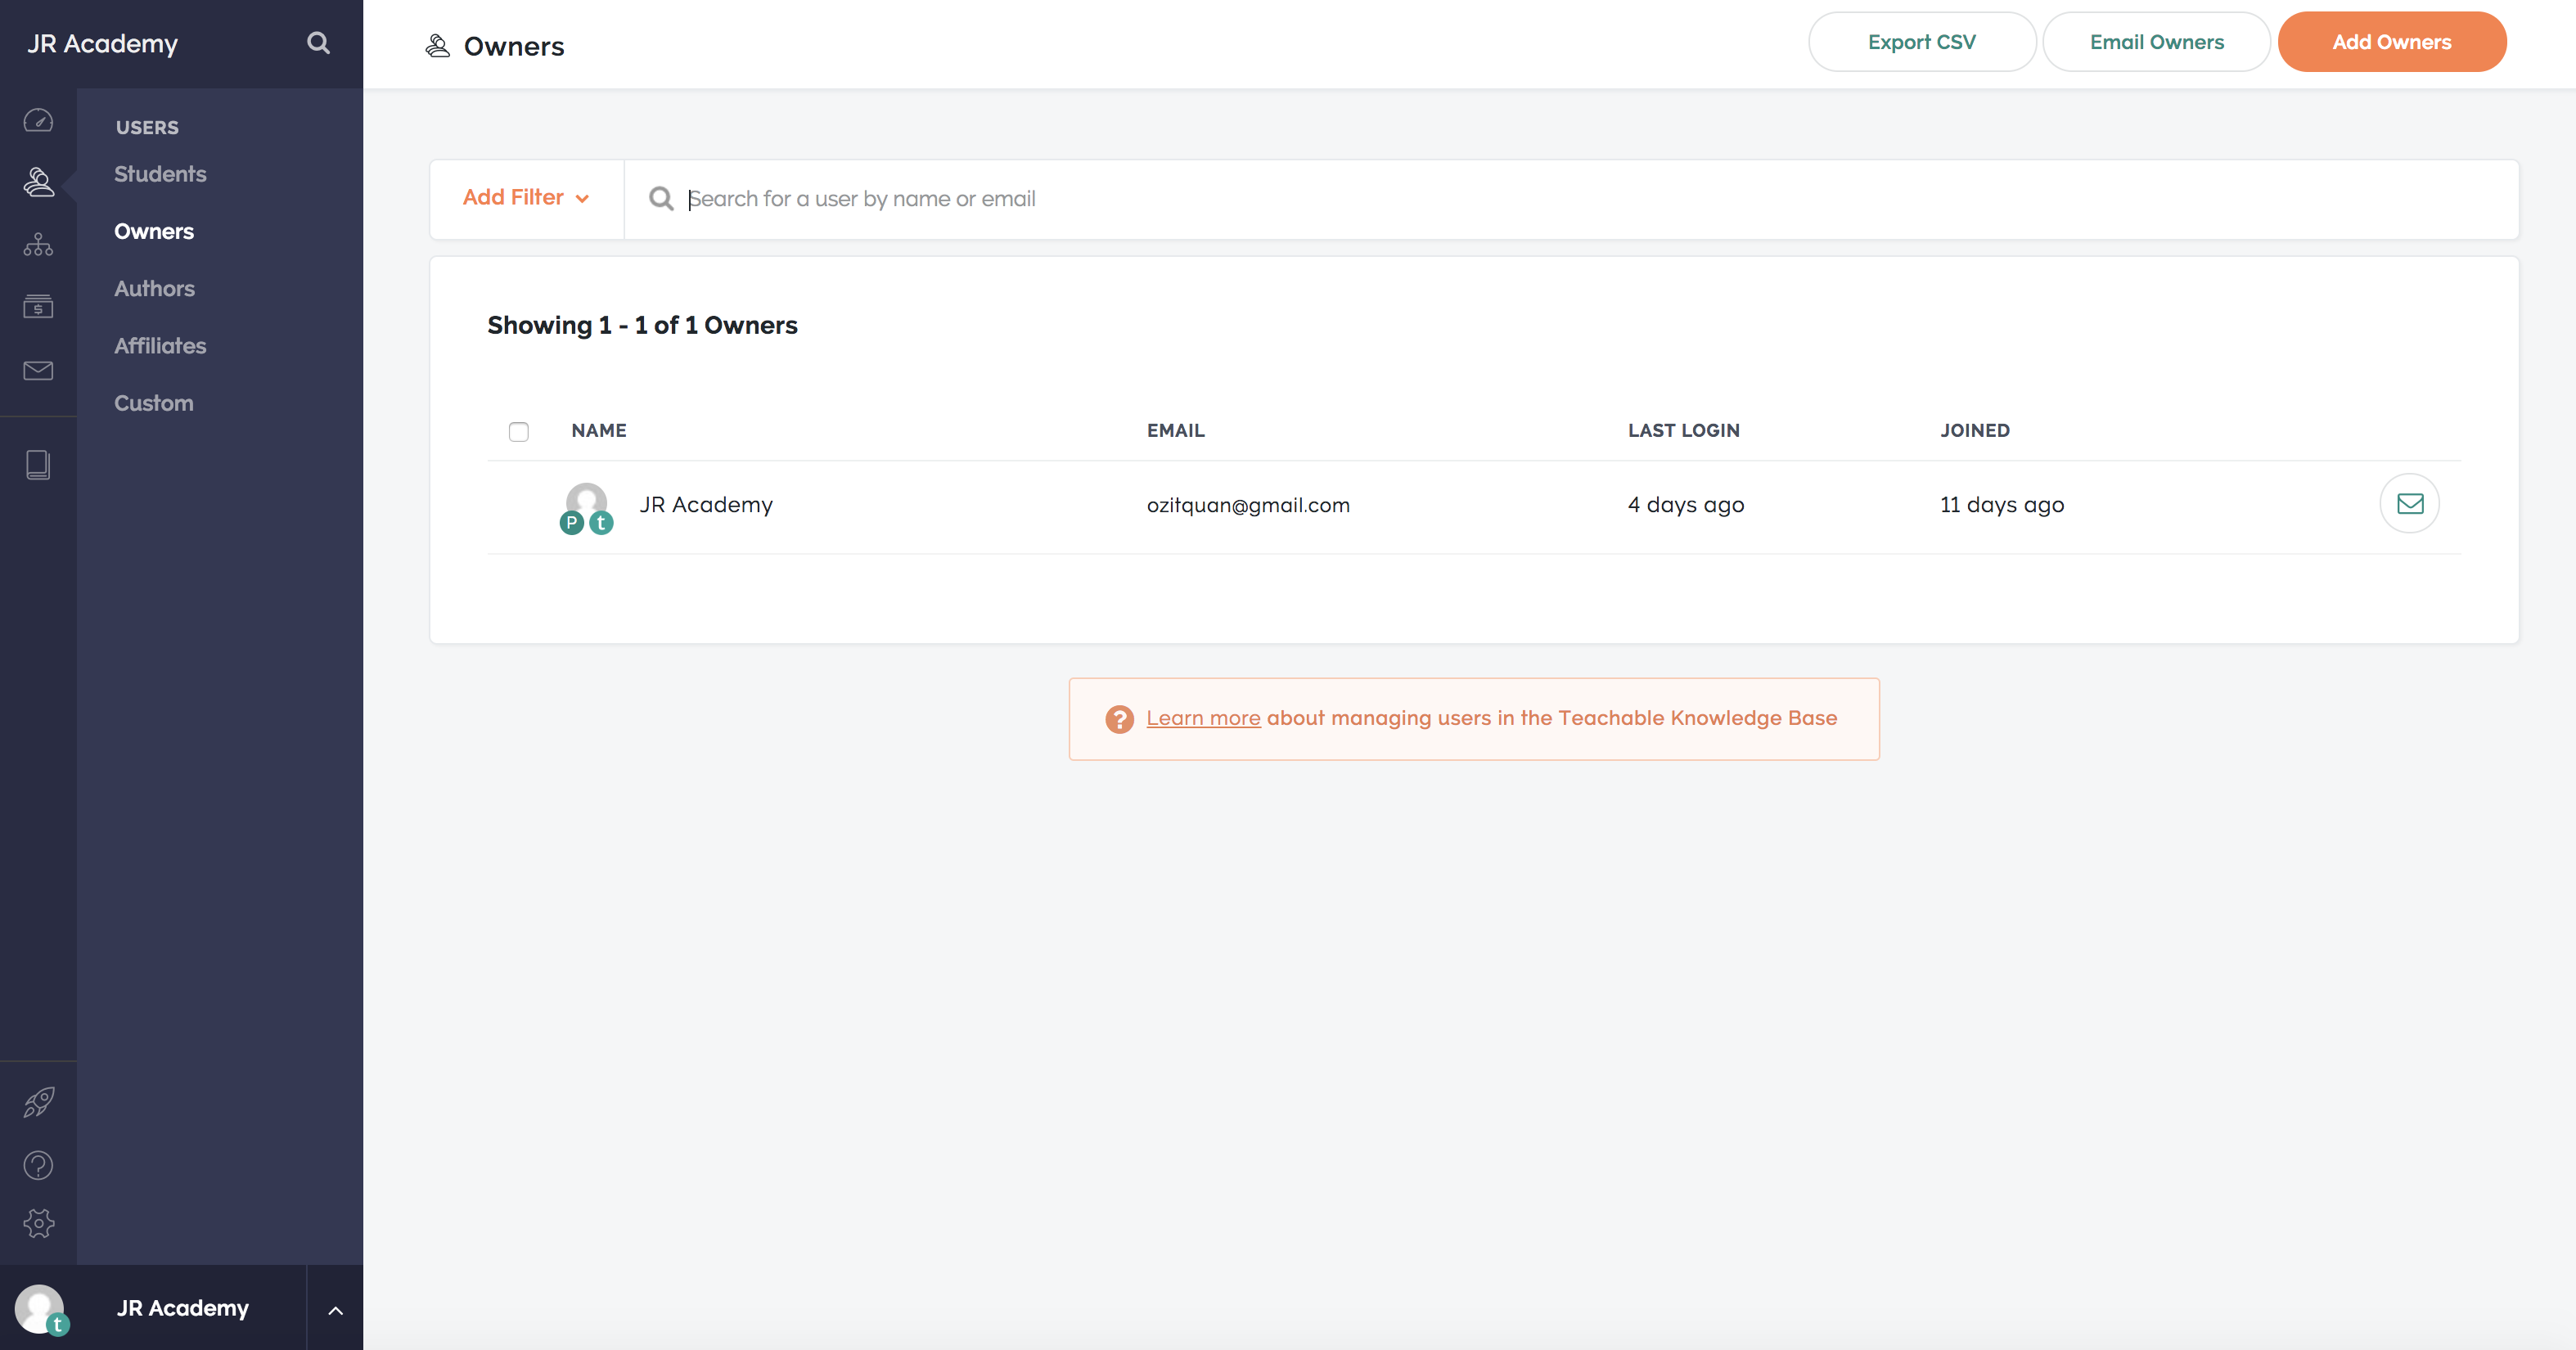 JR Academy
Owners
Export CSV
Email Owners
Add Owners
USERS
Students
Owners
Authors
Affiliates
Custom
Add Filter
Search for a user by name or email
Showing 1 - 1 of 1 Owners
NAME EMAIL LAST LOGIN JOINED
P t JR Academy ozitquan@gmail.com 4 days ago 11 days ago
? Learn more about managing users in the Teachable Knowledge Base
?
t JR Academy